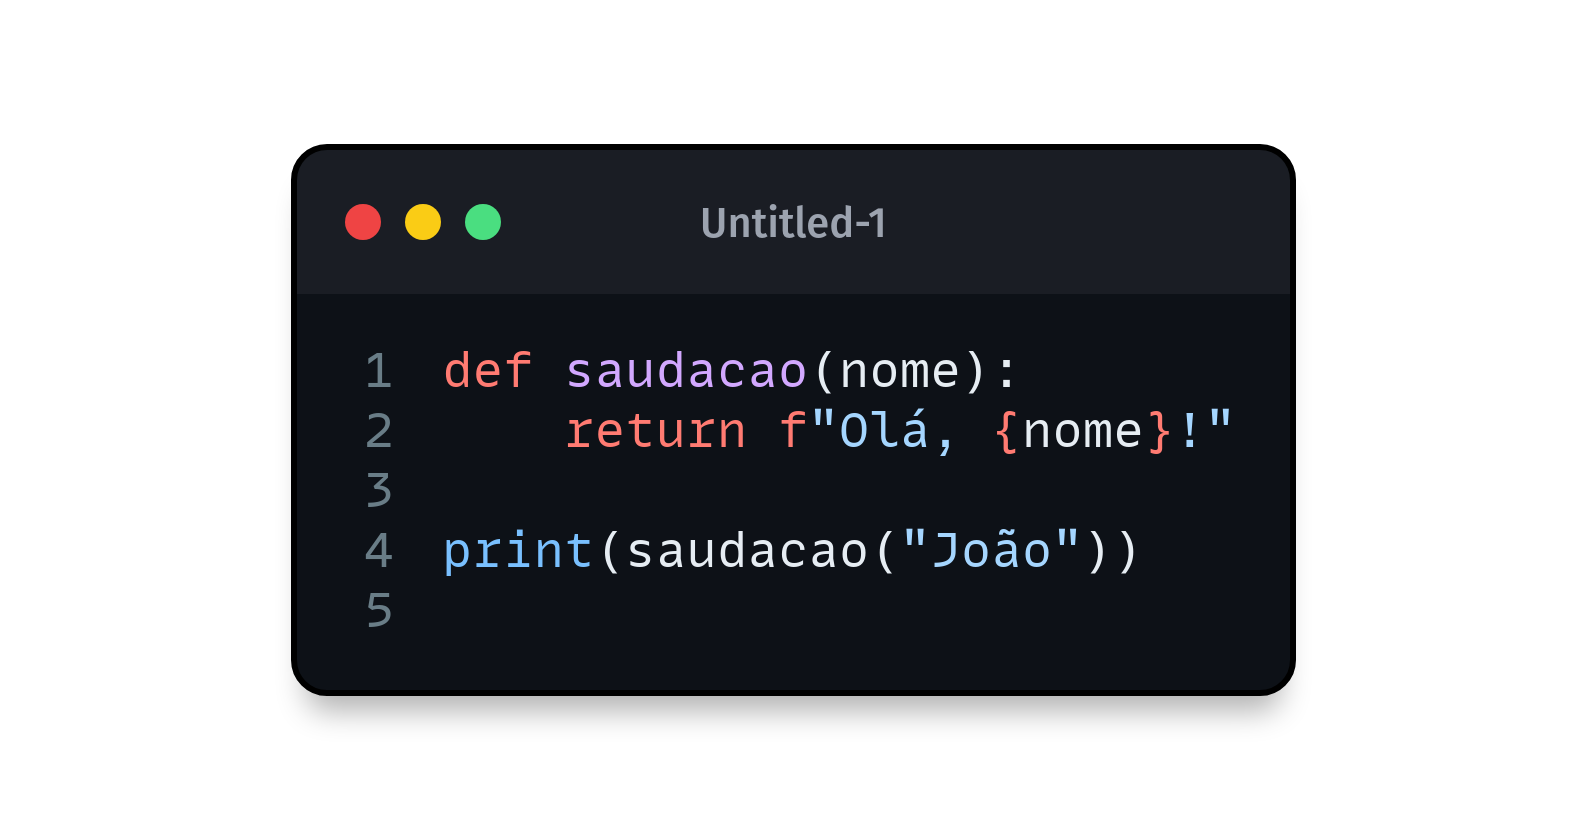 Untitled-1
1 def saudacao(nome):
2     return f"Olá, {nome}!"
3
4 print(saudacao("João"))
5